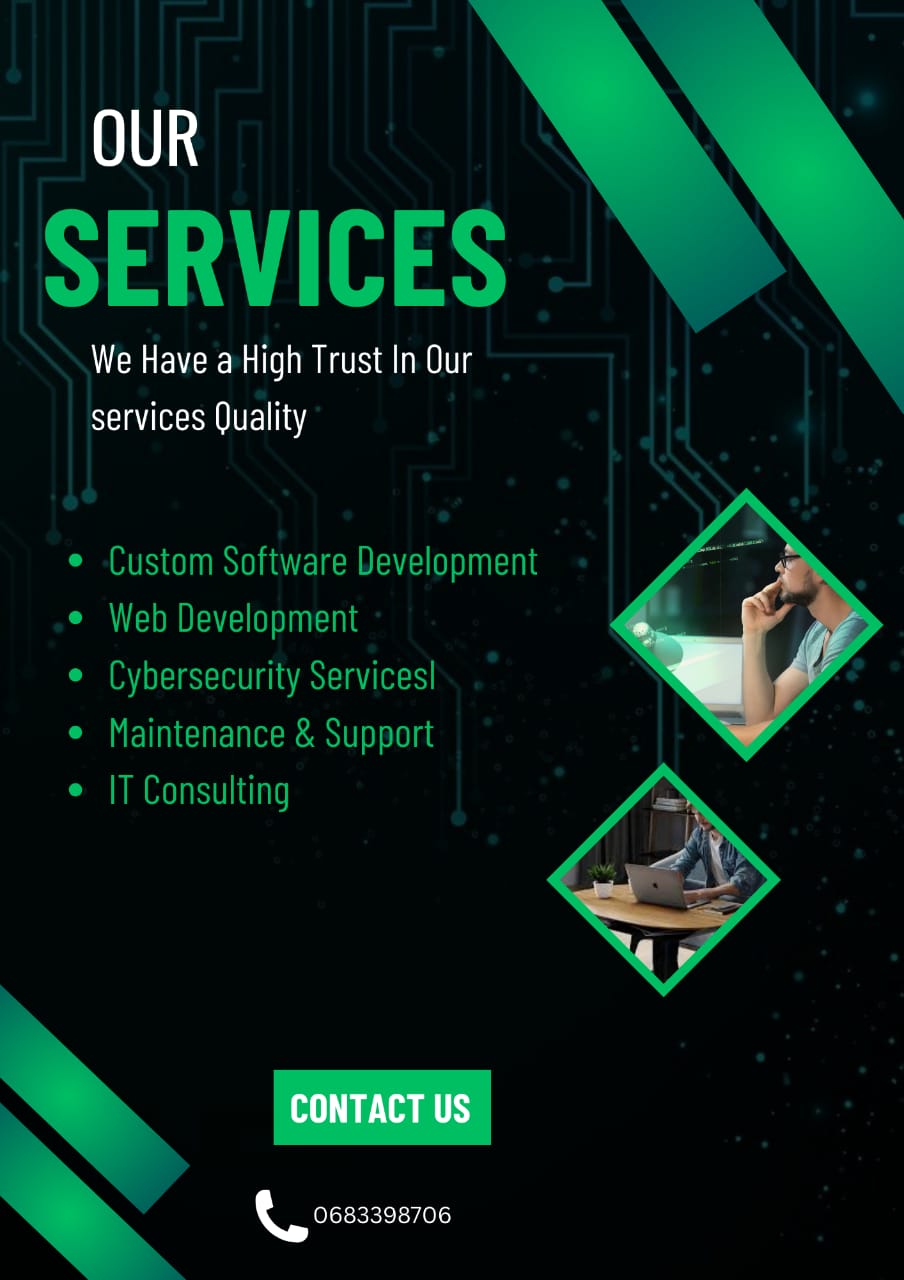 OUR
SERVICES
We Have a High Trust In Our
services Quality
• Custom Software Development
• Web Development
• Cybersecurity Servicesl
• Maintenance & Support
• IT Consulting
CONTACT US
0683398706